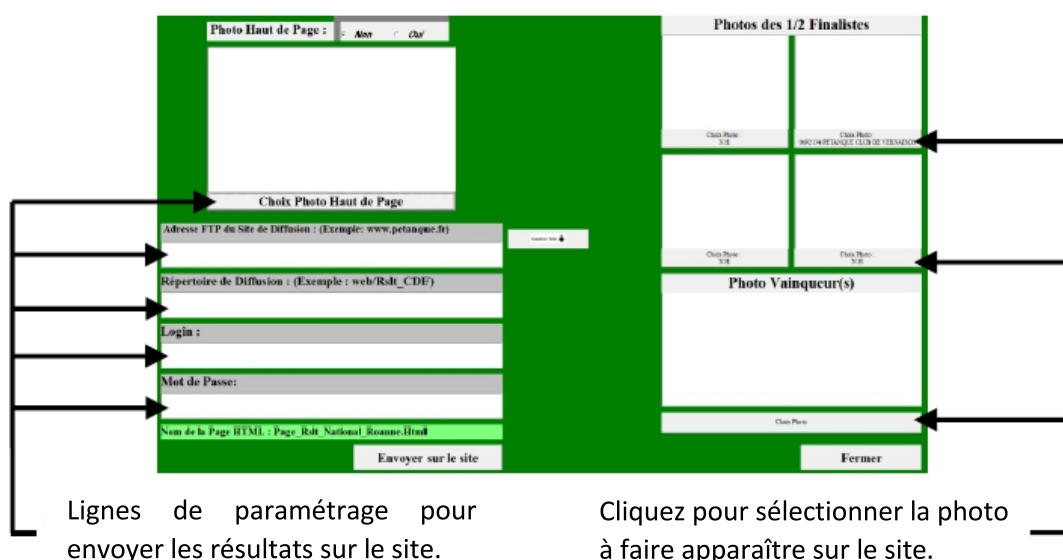 Photo Haut de Page :
Non Oui
Choix Photo Haut de Page
Adresse FTP du Site de Diffusion : (Exemple: www.petanque.fr)
Répertoire de Diffusion : (Exemple : web/Rslt_CDF)
Login :
Mot de Passe:
Nom de la Page HTML : Page_Rslt_National_Roanne.Html
Envoyer sur le site
Photos des 1/2 Finalistes
Choix Photo :
Choix Photo :
PETANQUE CLUB DE VERNAISON
Choix Photo :
Choix Photo :
Photo Vainqueur(s)
Choix Photo
Fermer
Lignes de paramétrage pour
envoyer les résultats sur le site.
Cliquez pour sélectionner la photo
à faire apparaître sur le site.